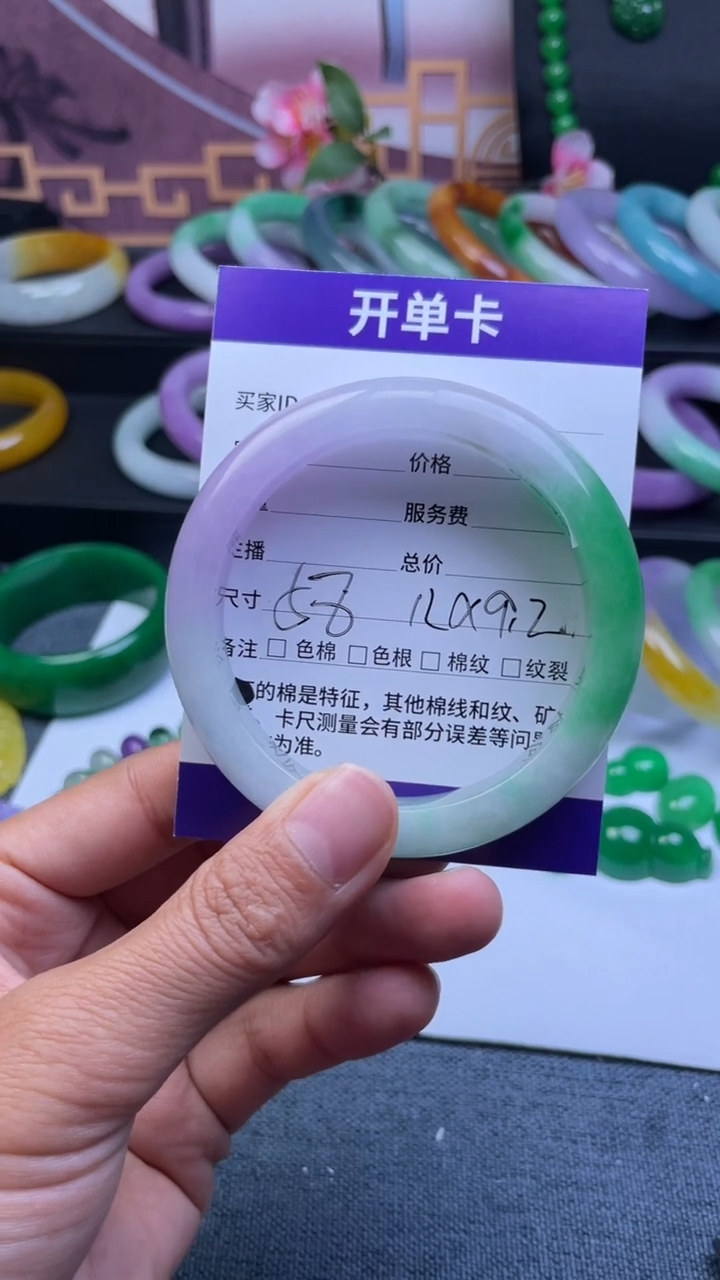 开单卡
买家ID
价格
服务费
主播 总价
尺寸 12X9.2
备注 □ 色棉 □ 色根 □ 棉纹 □ 纹裂
的棉是特征，其他棉线和纹、矿
卡尺测量会有部分误差等问
为准。